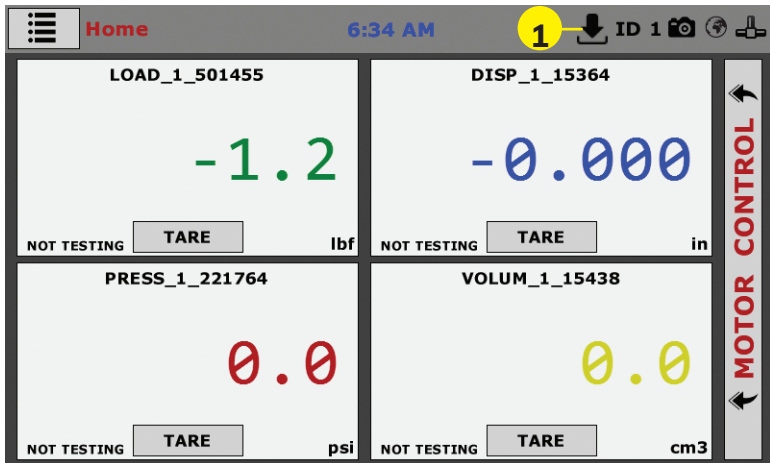 Home 6:34 AM 1 ID 1
LOAD_1_501455
-1.2
NOT TESTING TARE lbf
DISP_1_15364
-0.000
NOT TESTING TARE in
PRESS_1_221764
0.0
NOT TESTING TARE psi
VOLUM_1_15438
0.0
NOT TESTING TARE cm3
MOTOR CONTROL